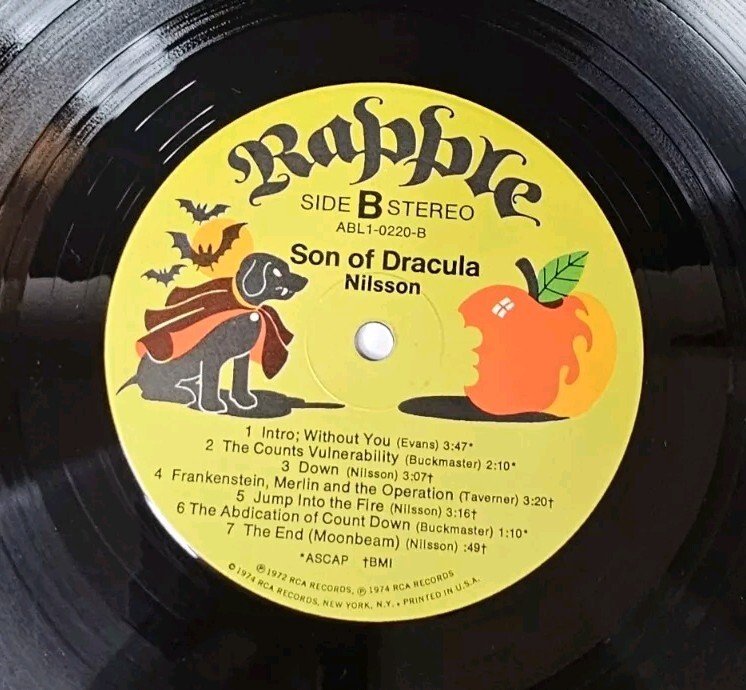 Rapple
SIDE B STEREO
ABL1-0220-B
Son of Dracula
Nilsson
1 Intro; Without You (Evans) 3:47*
2 The Counts Vulnerability (Buckmaster) 2:10*
3 Down (Nilsson) 3:07†
4 Frankenstein, Merlin and the Operation (Taverner) 3:20†
5 Jump Into the Fire (Nilsson) 3:16†
6 The Abdication of Count Down (Buckmaster) 1:10*
7 The End (Moonbeam) (Nilsson) :49†
*ASCAP †BMI
℗1972 RCA RECORDS, ℗ 1974 RCA RECORDS
©1974 RCA RECORDS, NEW YORK, N.Y. • PRINTED IN U.S.A.